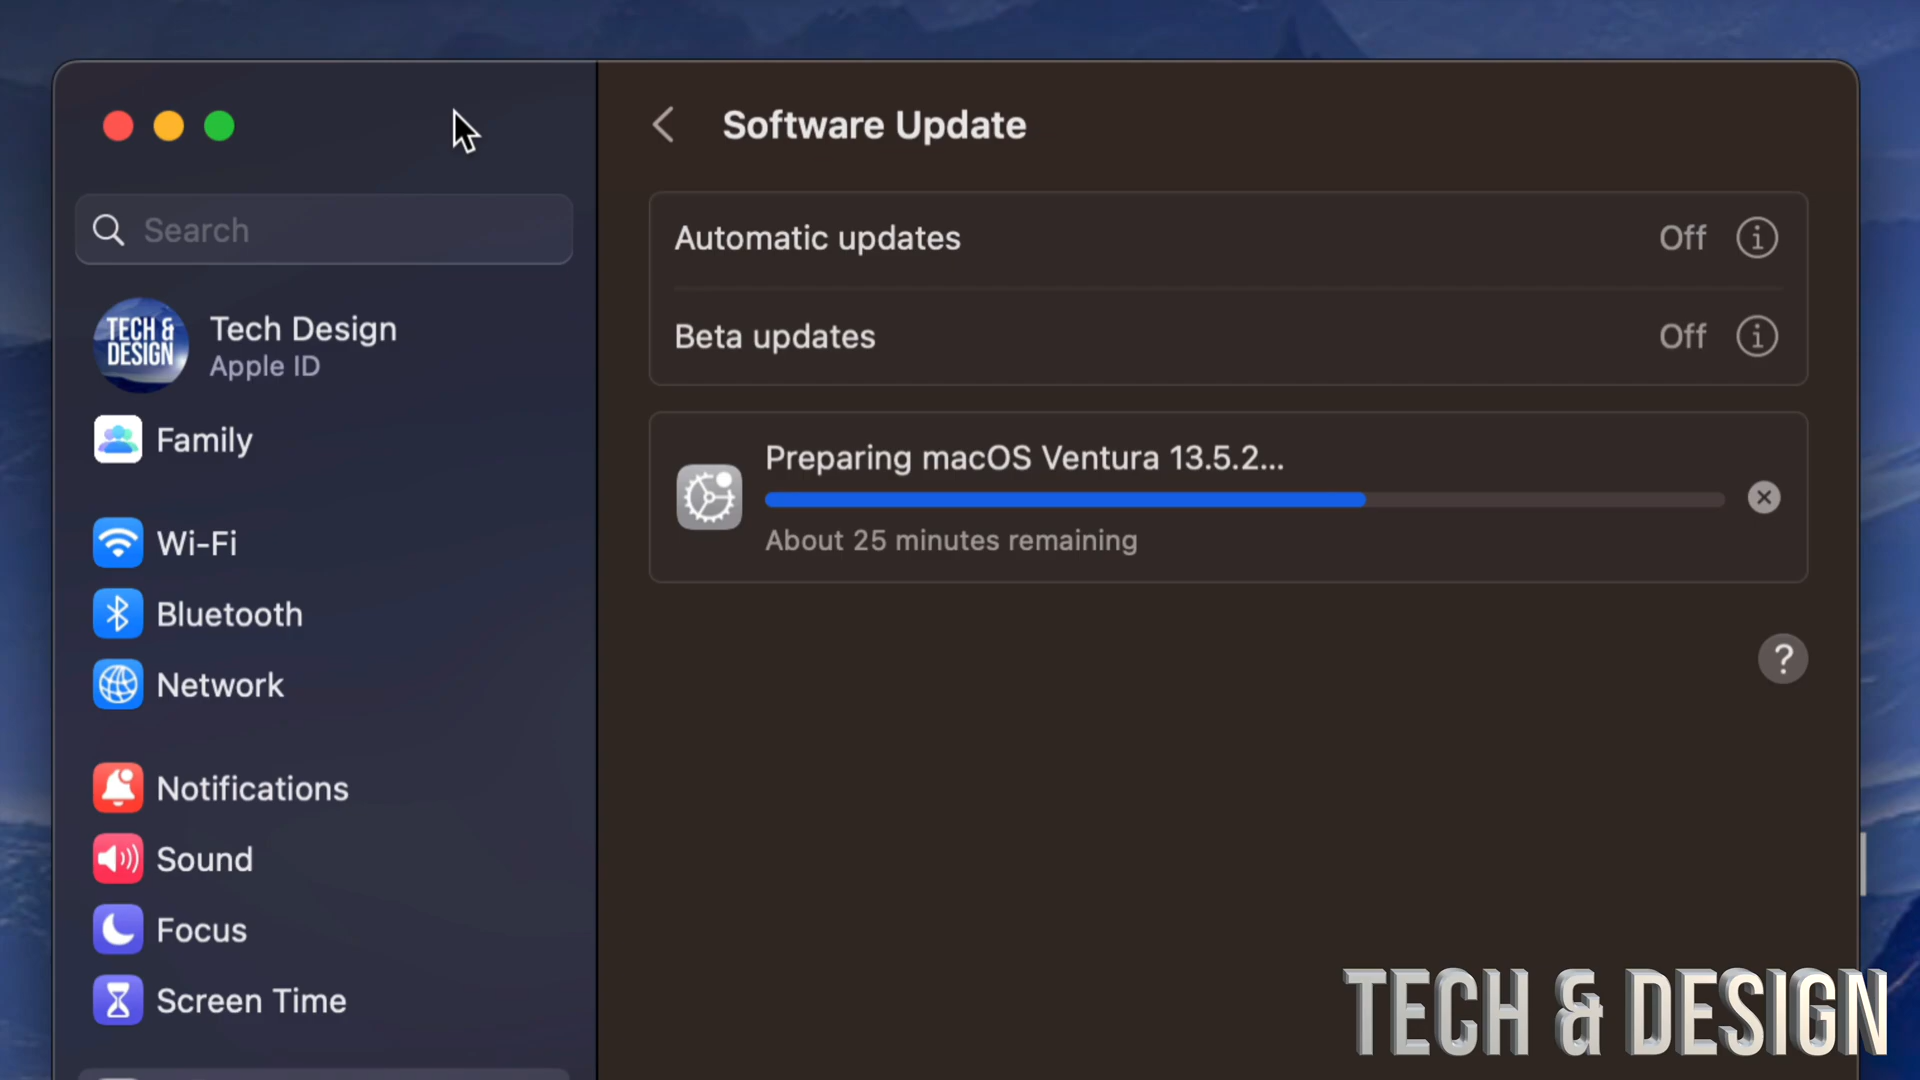 Software Update
Search
Automatic updates
Off
Beta updates
Off
TECH &
DESIGN
Tech Design
Apple ID
Family
Preparing macOS Ventura 13.5.2...
About 25 minutes remaining
?
Wi-Fi
Bluetooth
Network
Notifications
Sound
Focus
Screen Time
TECH & DESIGN